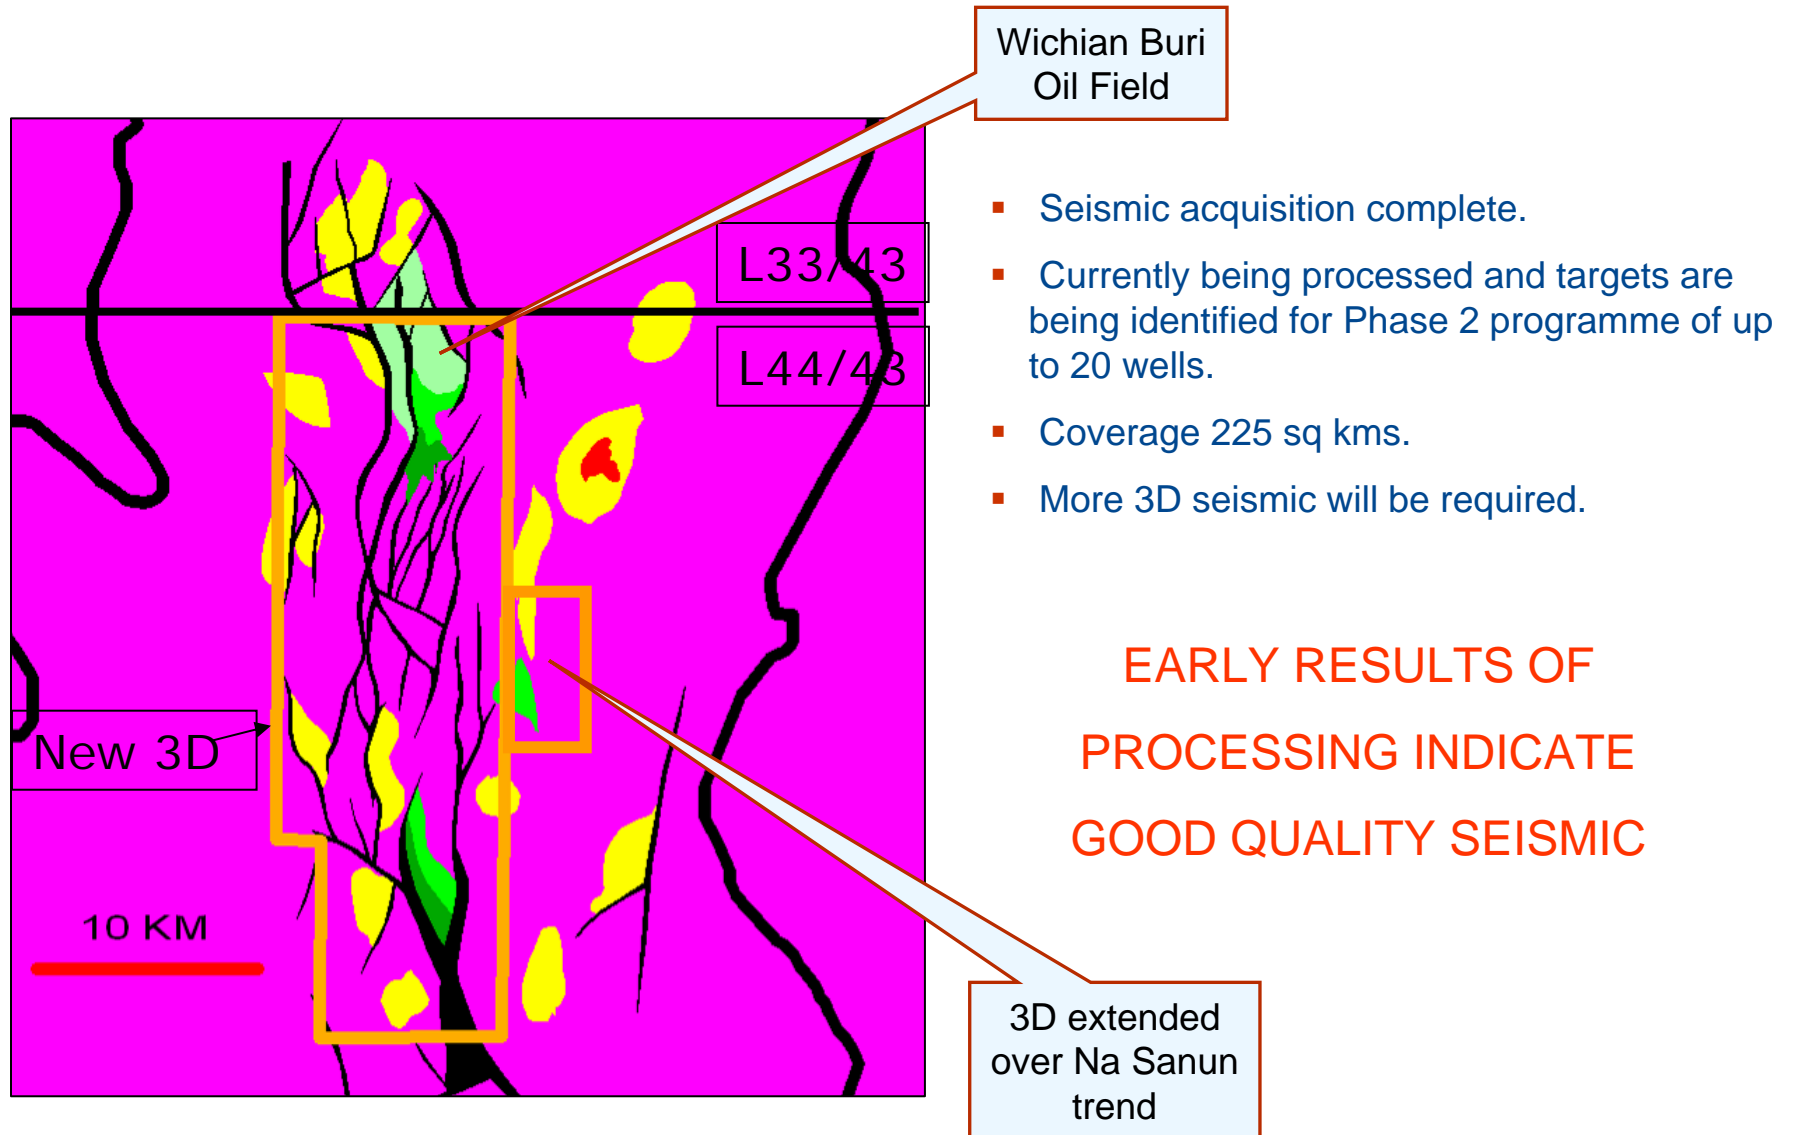 Wichian Buri
Oil Field
L33/43
L44/43
New 3D
10 KM
▪ Seismic acquisition complete.
▪ Currently being processed and targets are
being identified for Phase 2 programme of up
to 20 wells.
▪ Coverage 225 sq kms.
▪ More 3D seismic will be required.
EARLY RESULTS OF
PROCESSING INDICATE
GOOD QUALITY SEISMIC
3D extended
over Na Sanun
trend